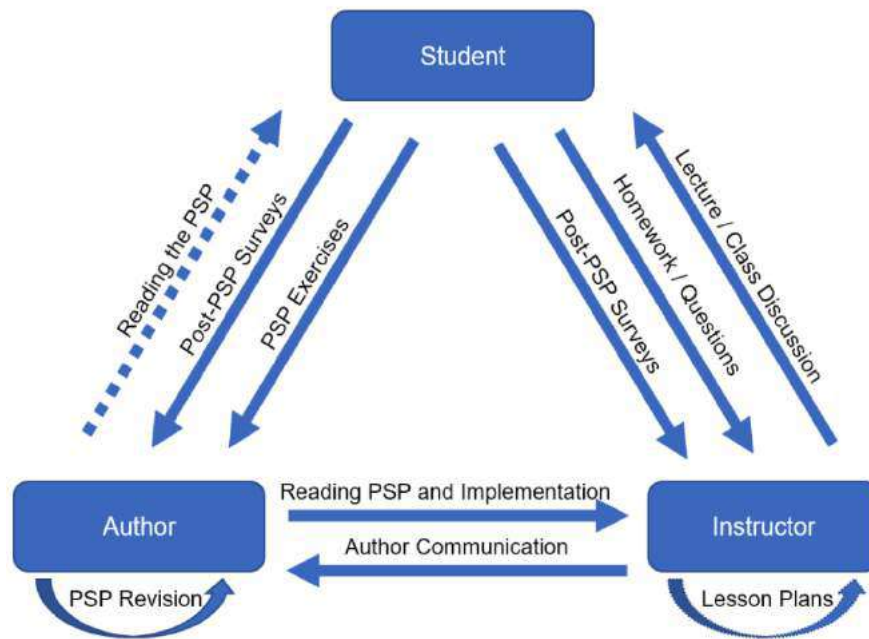 Student
Reading the PSP
Post-PSP Surveys
PSP Exercises
Post-PSP Surveys
Homework / Questions
Lecture / Class Discussion
Author
Reading PSP and Implementation
Author Communication
Instructor
PSP Revision
Lesson Plans